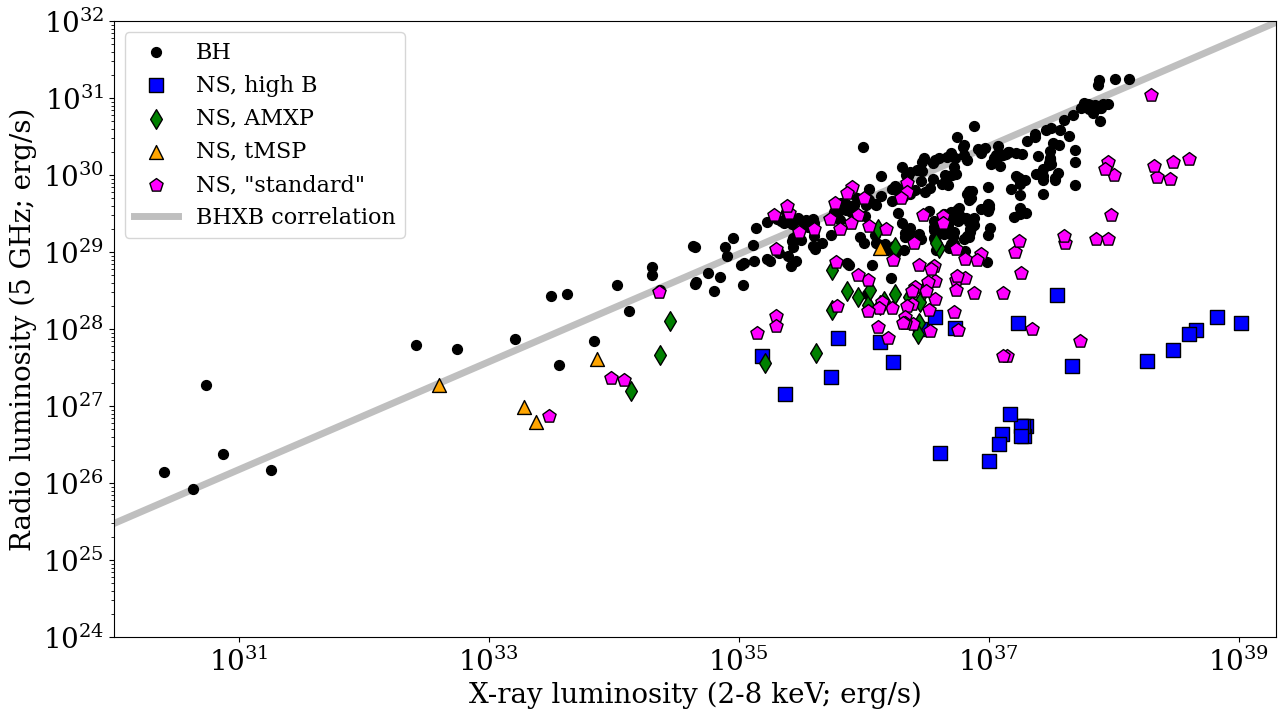 10^32
10^31
10^30
10^29
10^28
10^27
10^26
10^25
10^24
Radio luminosity (5 GHz; erg/s)
BH
NS, high B
NS, AMXP
NS, tMSP
NS, "standard"
BHXB correlation
10^31
10^33
10^35
10^37
10^39
X-ray luminosity (2-8 keV; erg/s)